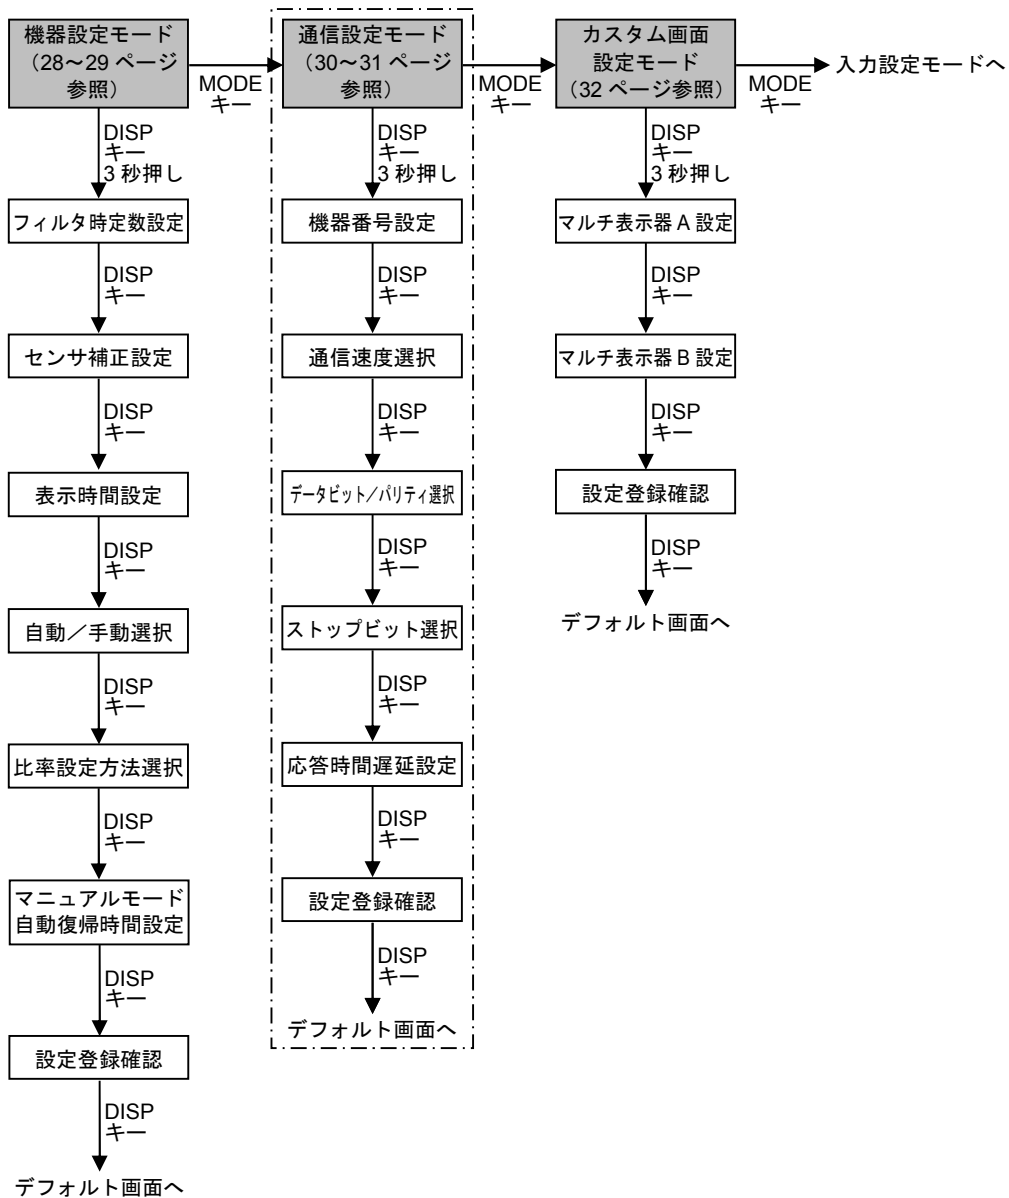 機器設定モード
（28～29 ページ
参照）
MODE
キー
通信設定モード
（30～31 ページ
参照）
MODE
キー
カスタム画面
設定モード
（32 ページ参照）
MODE
キー
入力設定モードへ
DISP
キー
3 秒押し
フィルタ時定数設定
DISP
キー
センサ補正設定
DISP
キー
表示時間設定
DISP
キー
自動／手動選択
DISP
キー
比率設定方法選択
DISP
キー
マニュアルモード
自動復帰時間設定
DISP
キー
設定登録確認
DISP
キー
デフォルト画面へ
DISP
キー
3 秒押し
機器番号設定
DISP
キー
通信速度選択
DISP
キー
データビット／パリティ選択
DISP
キー
ストップビット選択
DISP
キー
応答時間遅延設定
DISP
キー
設定登録確認
DISP
キー
デフォルト画面へ
DISP
キー
3 秒押し
マルチ表示器 A 設定
DISP
キー
マルチ表示器 B 設定
DISP
キー
設定登録確認
DISP
キー
デフォルト画面へ